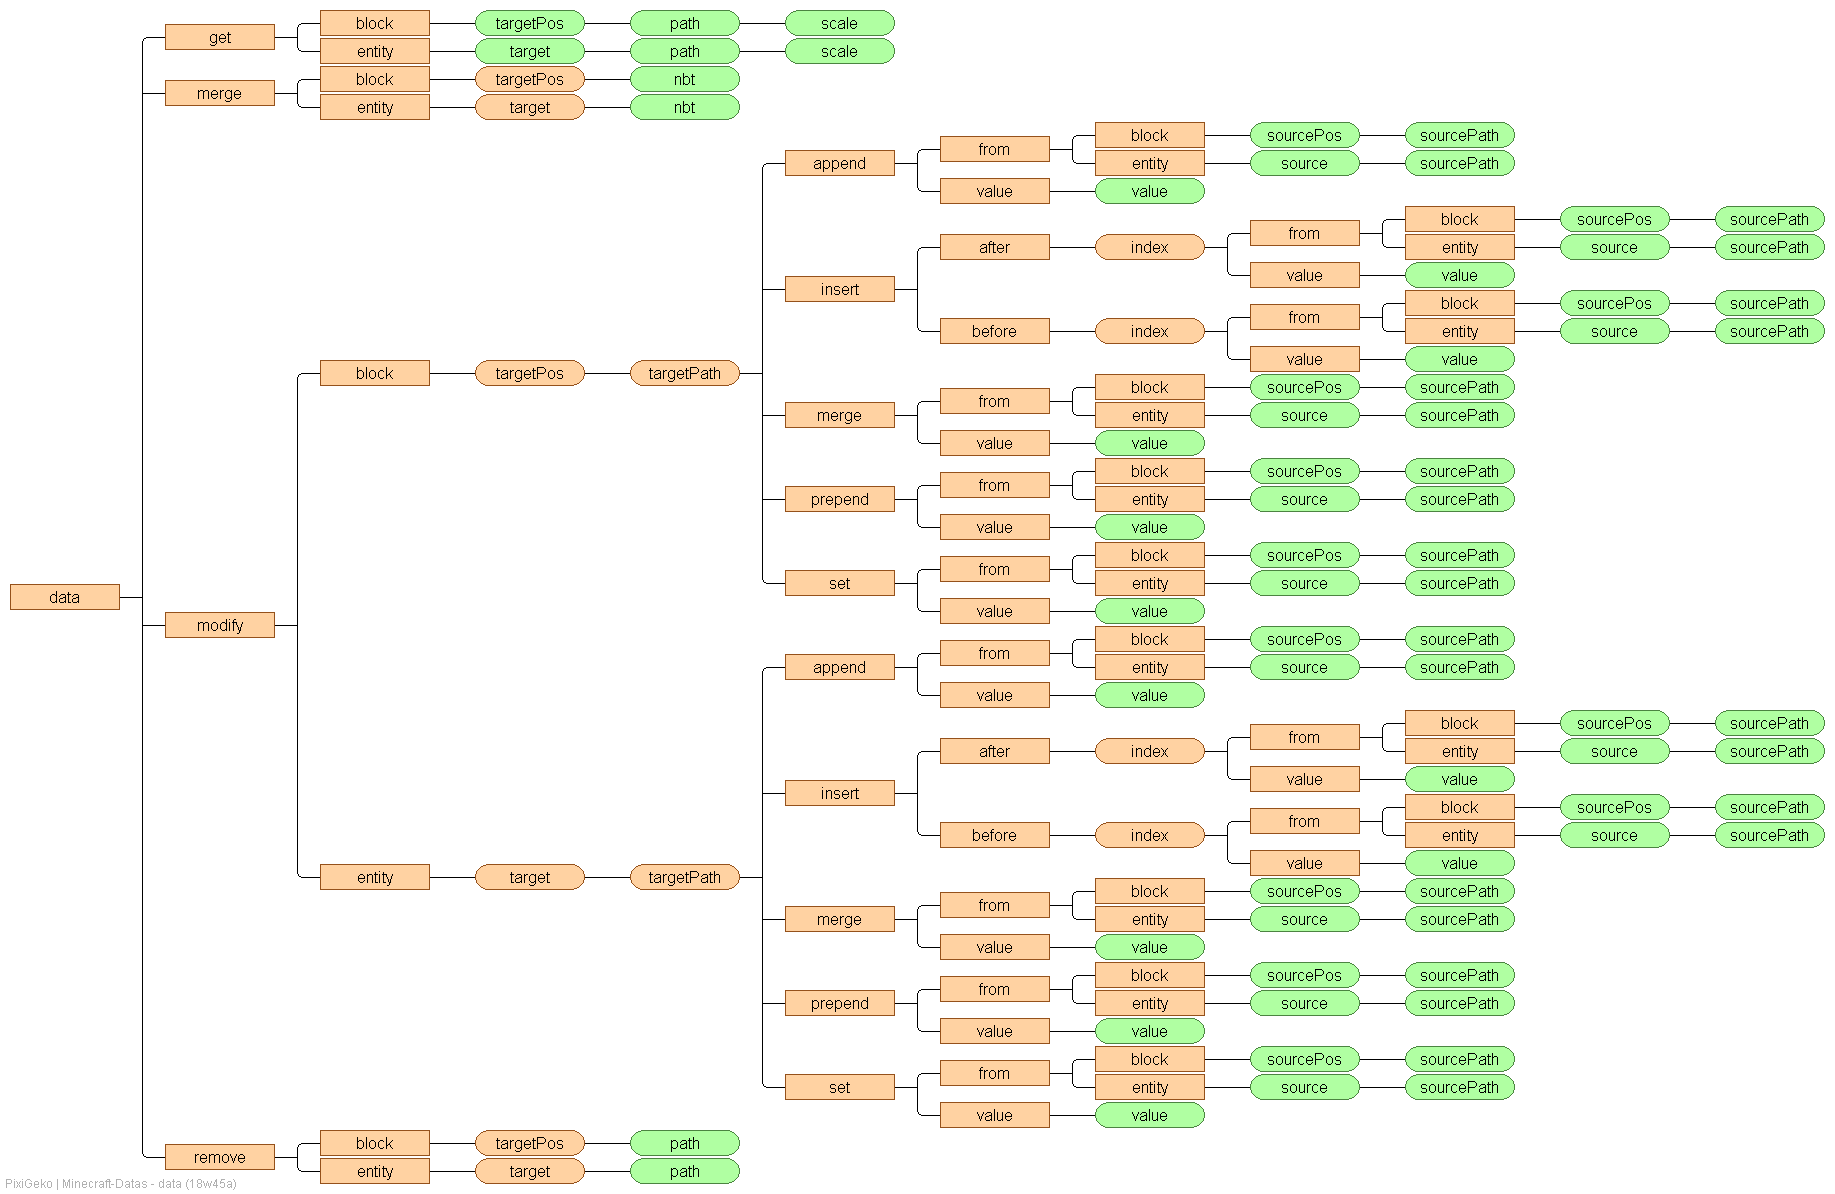 block targetPos path scale
get
entity target path scale
block targetPos nbt
merge
entity target nbt
block sourcePos sourcePath
from
append entity source sourcePath
value value
block sourcePos sourcePath
from
after index entity source sourcePath
value value
insert
block sourcePos sourcePath
from
before index entity source sourcePath
value value
block targetPos targetPath
block sourcePos sourcePath
from
merge entity source sourcePath
value value
block sourcePos sourcePath
from
prepend entity source sourcePath
value value
block sourcePos sourcePath
from
set entity source sourcePath
data
value value
modify
block sourcePos sourcePath
from
append entity source sourcePath
value value
block sourcePos sourcePath
from
after index entity source sourcePath
value value
insert
block sourcePos sourcePath
from
before index entity source sourcePath
value value
entity target targetPath
block sourcePos sourcePath
from
merge entity source sourcePath
value value
block sourcePos sourcePath
from
prepend entity source sourcePath
value value
block sourcePos sourcePath
from
set entity source sourcePath
value value
block targetPos path
remove
entity target path
PixiGeko | Minecraft-Datas - data (18w45a)